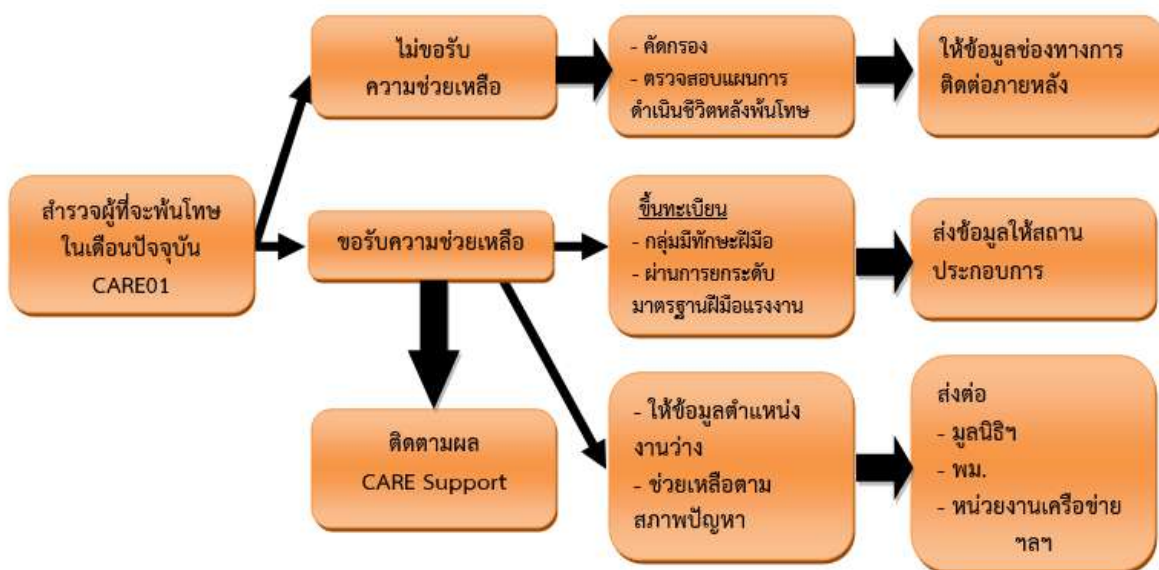 ไม่ขอรับ
ความช่วยเหลือ
- คัดกรอง
- ตรวจสอบแผนการ
ดำเนินชีวิตหลังพ้นโทษ
ให้ข้อมูลช่องทางการ
ติดต่อภายหลัง
สำรวจผู้ที่จะพ้นโทษ
ในเดือนปัจจุบัน
CARE01
ขอรับความช่วยเหลือ
ขึ้นทะเบียน
- กลุ่มมีทักษะฝีมือ
- ผ่านการยกระดับ
มาตรฐานฝีมือแรงงาน
ส่งข้อมูลให้สถาน
ประกอบการ
ติดตามผล
CARE Support
- ให้ข้อมูลตำแหน่ง
งานว่าง
- ช่วยเหลือตาม
สภาพปัญหา
ส่งต่อ
- มูลนิธิฯ
- พม.
- หน่วยงานเครือข่าย
ฯลฯ